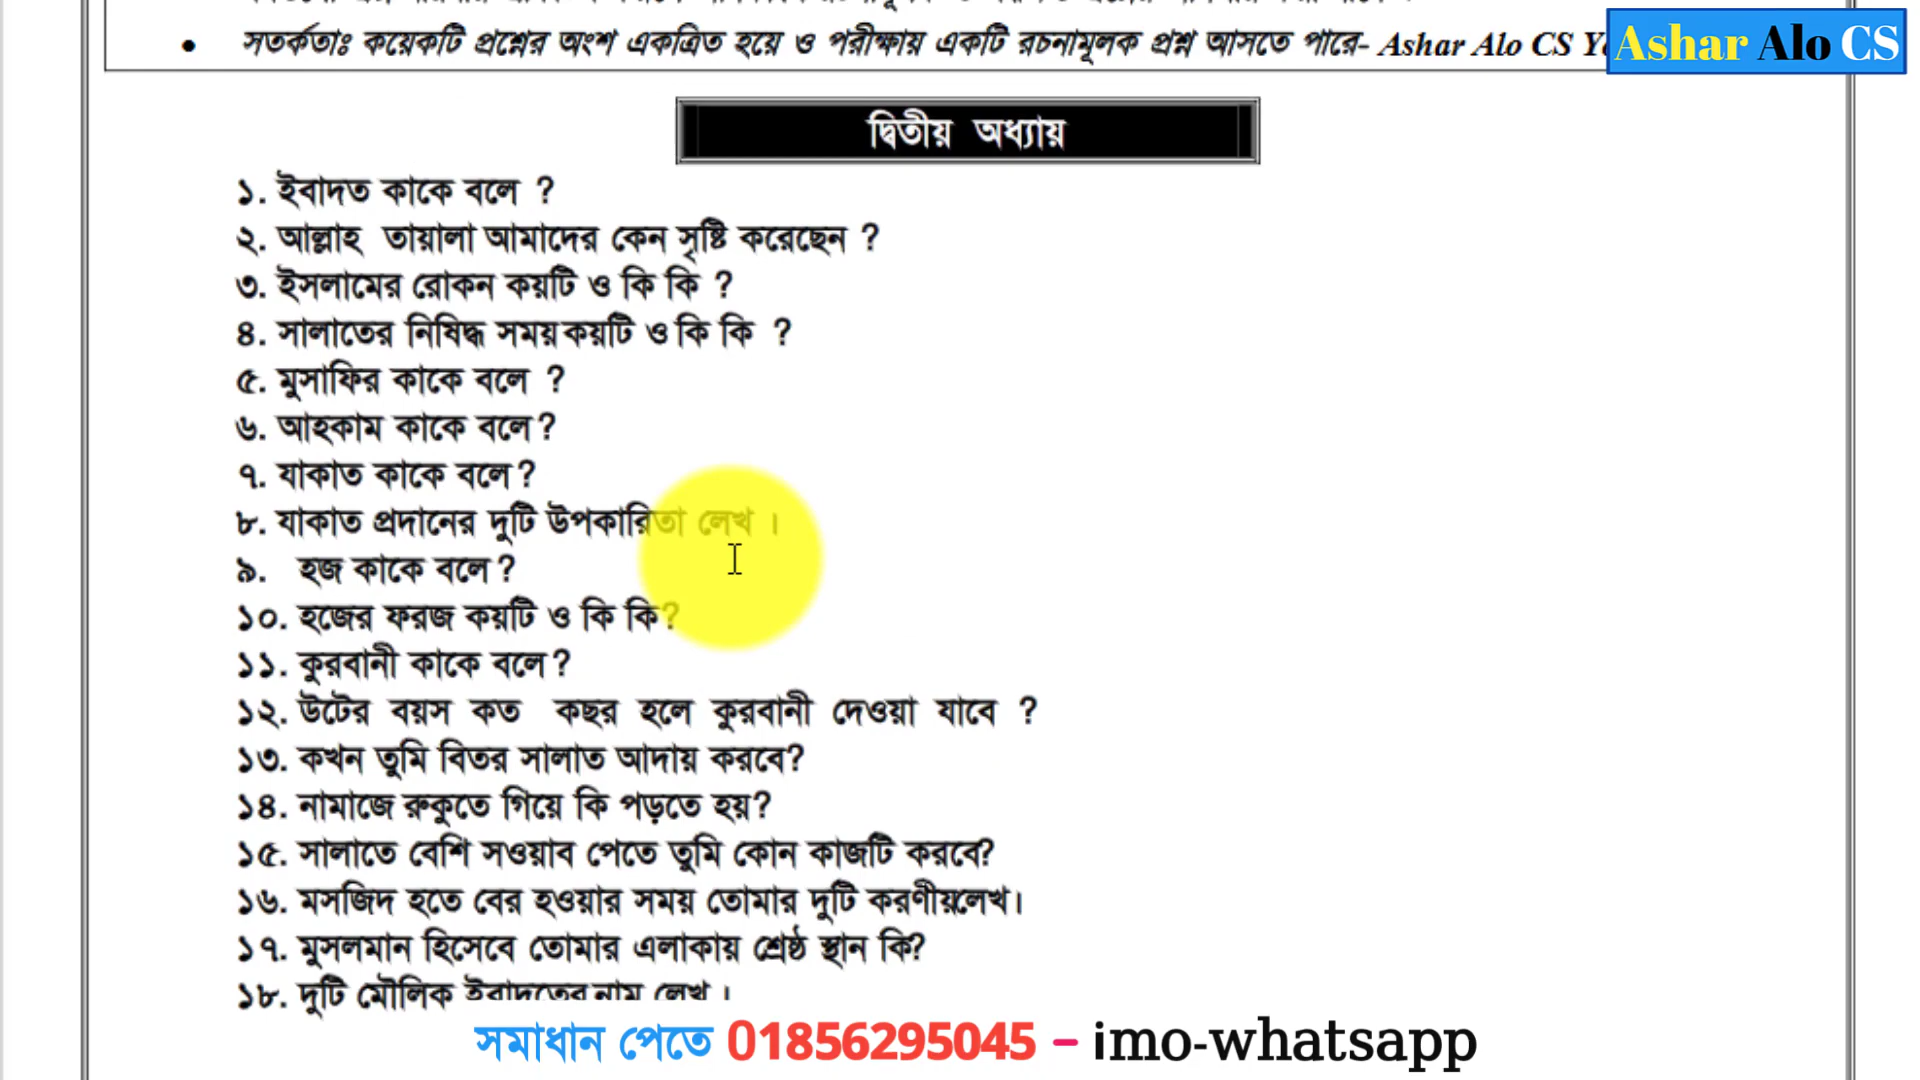 সতর্কতাঃ কয়েকটি প্রশ্নের অংশ একত্রিত হয়ে ও পরীক্ষায় একটি রচনামূলক প্রশ্ন আসতে পারে- Ashar Alo CS
Ashar Alo CS
দ্বিতীয় অধ্যায়
১. ইবাদত কাকে বলে ?
২. আল্লাহ তায়ালা আমাদের কেন সৃষ্টি করেছেন ?
৩. ইসলামের রোকন কয়টি ও কি কি ?
৪. সালাতের নিষিদ্ধ সময় কয়টি ও কি কি ?
৫. মুসাফির কাকে বলে ?
৬. আহকাম কাকে বলে?
৭. যাকাত কাকে বলে?
৮. যাকাত প্রদানের দুটি উপকারিতা লেখ ।
৯. হজ কাকে বলে?
১০. হজের ফরজ কয়টি ও কি কি?
১১. কুরবানী কাকে বলে?
১২. উটের বয়স কত কছর হলে কুরবানী দেওয়া যাবে ?
১৩. কখন তুমি বিতর সালাত আদায় করবে?
১৪. নামাজে রুকুতে গিয়ে কি পড়তে হয়?
১৫. সালাতে বেশি সওয়াব পেতে তুমি কোন কাজটি করবে?
১৬. মসজিদ হতে বের হওয়ার সময় তোমার দুটি করণীয়লেখ।
১৭. মুসলমান হিসেবে তোমার এলাকায় শ্রেষ্ঠ স্থান কি?
১৮. দুটি মৌলিক ইবাদতের নাম লেখ ।
সমাধান পেতে 01856295045 – imo-whatsapp